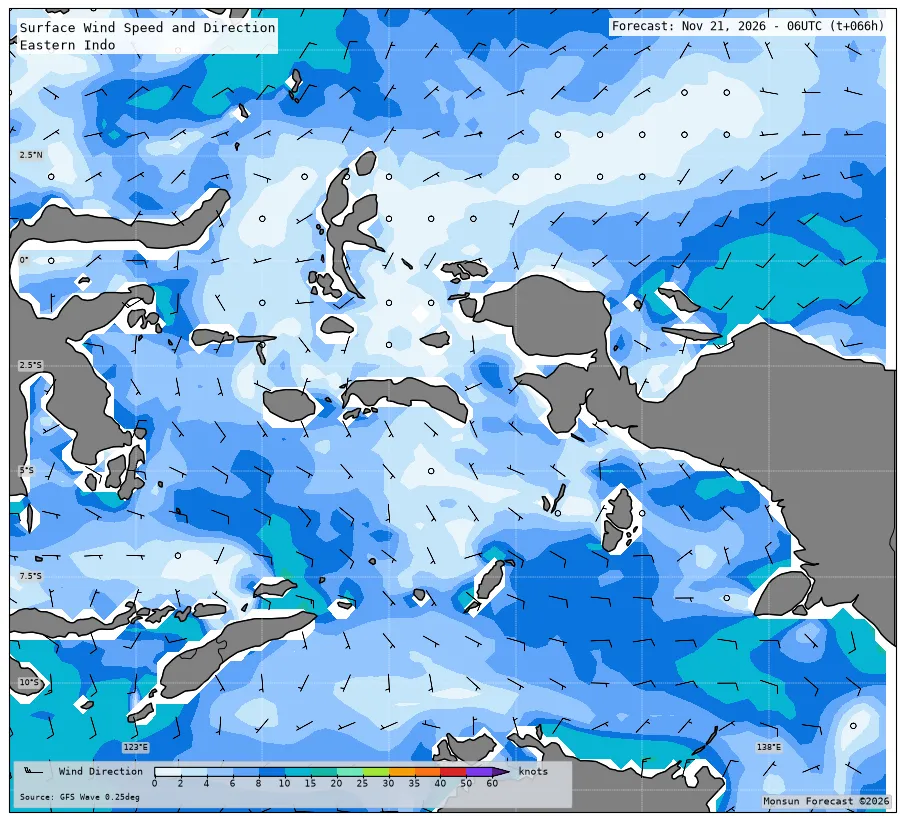 Surface Wind Speed and Direction
Eastern Indo
Forecast: Nov 21, 2026 - 06UTC (t+066h)
2.5°N
0°
2.5°S
5°S
7.5°S
10°S
123°E
138°E
Wind Direction
knots
0 2 4 6 8 10 15 20 25 30 35 40 50 60
Source: GFS Wave 0.25deg
Monsun Forecast ©2026